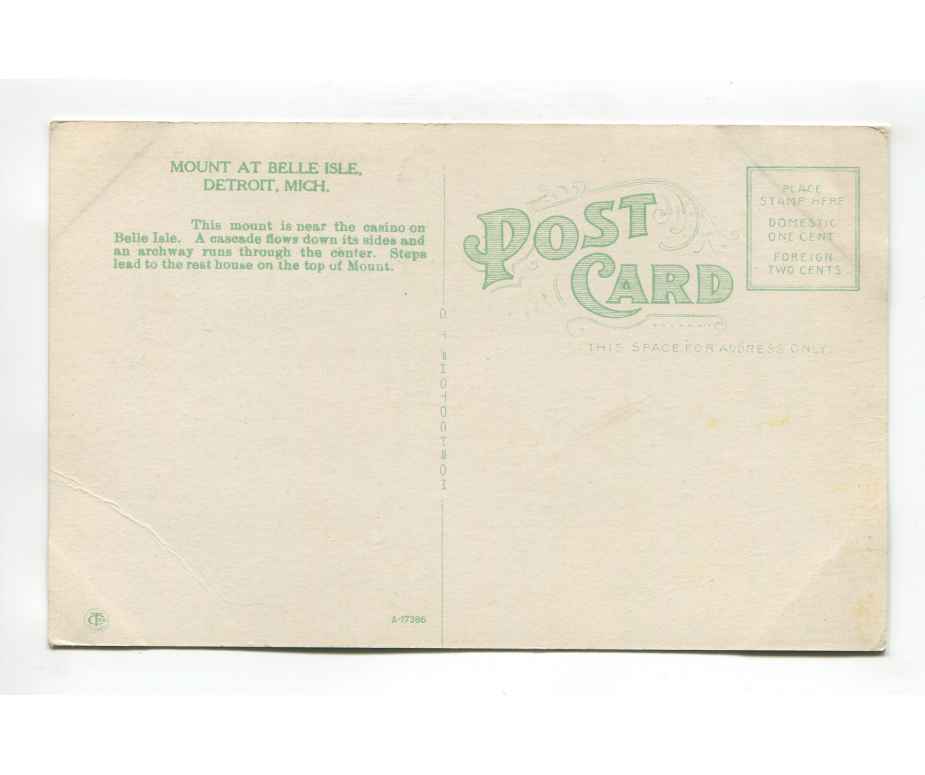 MOUNT AT BELLE ISLE,
DETROIT, MICH.
This mount is near the casino on
Belle Isle. A cascade flows down its sides and
an archway runs through the center. Steps
lead to the rest house on the top of Mount.
POST
CARD
PLACE
STAMP HERE
DOMESTIC
ONE CENT
FOREIGN
TWO CENTS
THIS SPACE FOR ADDRESS ONLY
A-17386